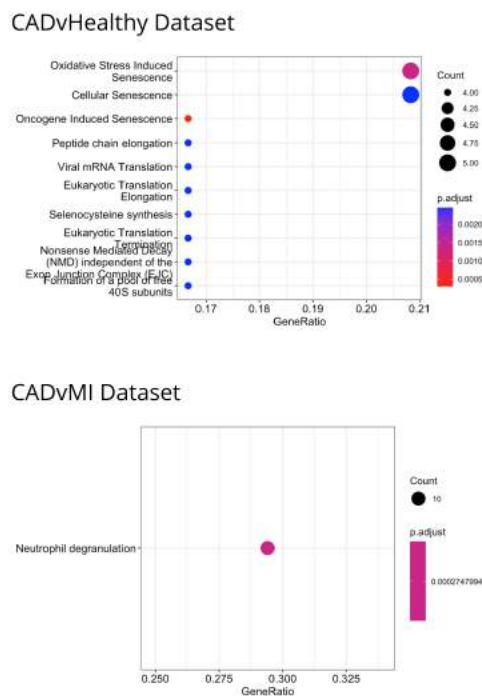 CADvHealthy Dataset
Oxidative Stress Induced
Senescence
Cellular Senescence
Oncogene Induced Senescence
Peptide chain elongation
Viral mRNA Translation
Eukaryotic Translation
Elongation
Selenocysteine synthesis
Eukaryotic Translation
Termination
Nonsense Mediated Decay
(NMD) independent of the
Exon Junction Complex (EJC)
Formation of a pool of free
40S subunits
0.17 0.18 0.19 0.20 0.21
GeneRatio
Count
4.00
4.25
4.50
4.75
5.00
p.adjust
0.0020
0.0015
0.0010
0.0005
CADvMI Dataset
Neutrophil degranulation
0.250 0.275 0.300 0.325
GeneRatio
Count
10
p.adjust
0.0002747994